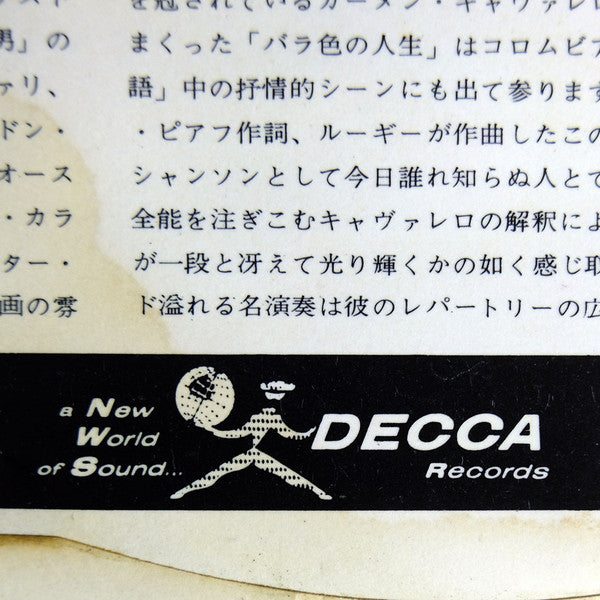 スト
男」の
ァリ、
ドン・
オース
・カラ
ター・
画の雰
を冠されているカーメン・キャヴァレロ
まくった「バラ色の人生」はコロムビア
語」中の抒情的シーンにも出て参ります
・ピアフ作詞、ルーギーが作曲したこの
シャンソンとして今日誰れ知らぬ人とて
全能を注ぎこむキャヴァレロの解釈によ
が一段と冴えて光り輝くかの如く感じ取
ド溢れる名演奏は彼のレパートリーの広
a New
World
of Sound...
DECCA
Records